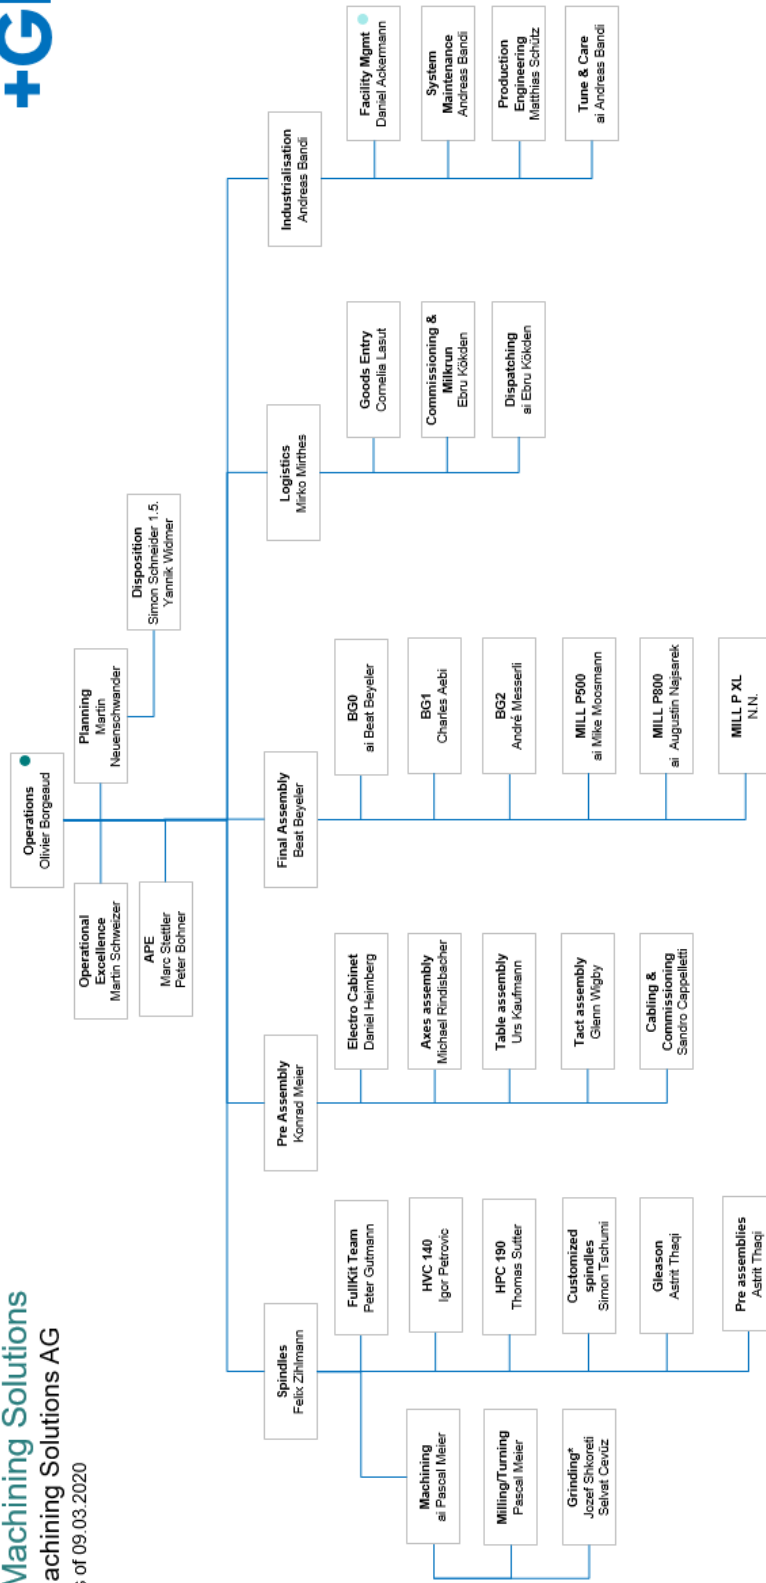 Machining Solutions
achining Solutions AG
s of 09.03.2020
+G
Operations
Olivier Borgeaud
Operational
Excellence
Martin Schweizer
Planning
Martin
Neuenschwander
APE
Marc Stettler
Peter Bohner
Disposition
Simon Schneider 1.5.
Yannik Widmer
Spindles
Felix Zihlmann
Pre Assembly
Konrad Meier
Final Assembly
Beat Beyeler
Logistics
Mirko Mirthes
Industrialisation
Andreas Bandi
Machining
ai Pascal Meier
Milling/Turning
Pascal Meier
Grinding*
Jozef Shkoreti
Selvat Cevüz
FullKit Team
Peter Gutmann
HVC 140
Igor Petrovic
HPC 190
Thomas Sutter
Customized
spindles
Simon Tschumi
Gleason
Astrit Thaqi
Pre assemblies
Astrit Thaqi
Electro Cabinet
Daniel Heimberg
Axes assembly
Michael Rindisbacher
Table assembly
Urs Kaufmann
Tact assembly
Glenn Wigby
Cabling &
Commissioning
Sandro Cappelletti
BG0
ai Beat Beyeler
BG1
Charles Aebi
BG2
André Messerli
MILL P500
ai Mike Moosmann
MILL P800
ai Augustin Najsarek
MILL P XL
N.N.
Goods Entry
Cornelia Lasut
Commissioning &
Milkrun
Ebru Kökden
Dispatching
ai Ebru Kökden
Facility Mgmt
Daniel Ackermann
System
Maintenance
Andreas Bandi
Production
Engineering
Matthias Schütz
Tune & Care
ai Andreas Bandi